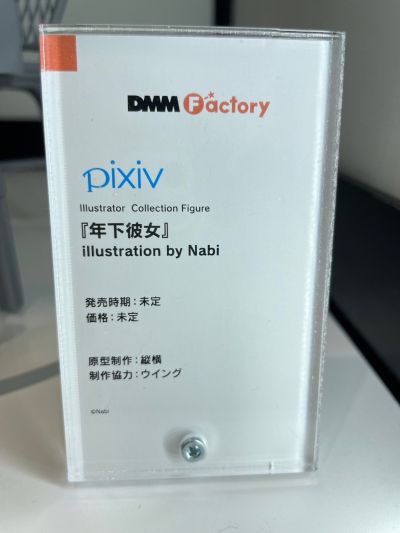 DMM Factory
pixiv
Illustrator Collection Figure
『年下彼女』
illustration by Nabi
発売時期：未定
価格：未定
原型制作：縦横
制作協力：ウイング
©Nabi